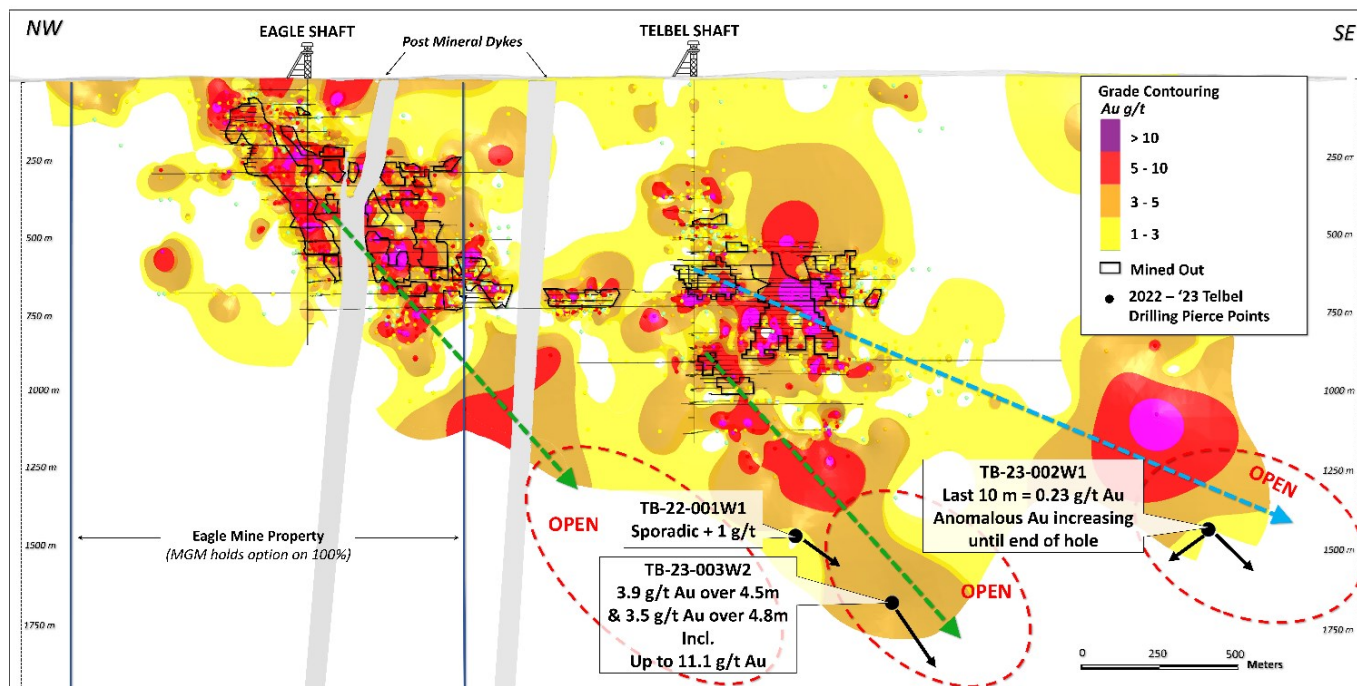 NW
EAGLE SHAFT
Post Mineral Dykes
TELBEL SHAFT
SE
Grade Contouring
Au g/t
> 10
5 - 10
3 - 5
1 - 3
Mined Out
2022 – '23 Telbel
Drilling Pierce Points
250 m
500 m
750 m
1000 m
1250 m
1500 m
1750 m
250 m
500 m
750 m
1000 m
1250 m
1500 m
1750 m
Eagle Mine Property
(MGM holds option on 100%)
OPEN
TB-22-001W1
Sporadic + 1 g/t
TB-23-003W2
3.9 g/t Au over 4.5m
& 3.5 g/t Au over 4.8m
Incl.
Up to 11.1 g/t Au
OPEN
TB-23-002W1
Last 10 m = 0.23 g/t Au
Anomalous Au increasing
until end of hole
OPEN
0 250 500
Meters